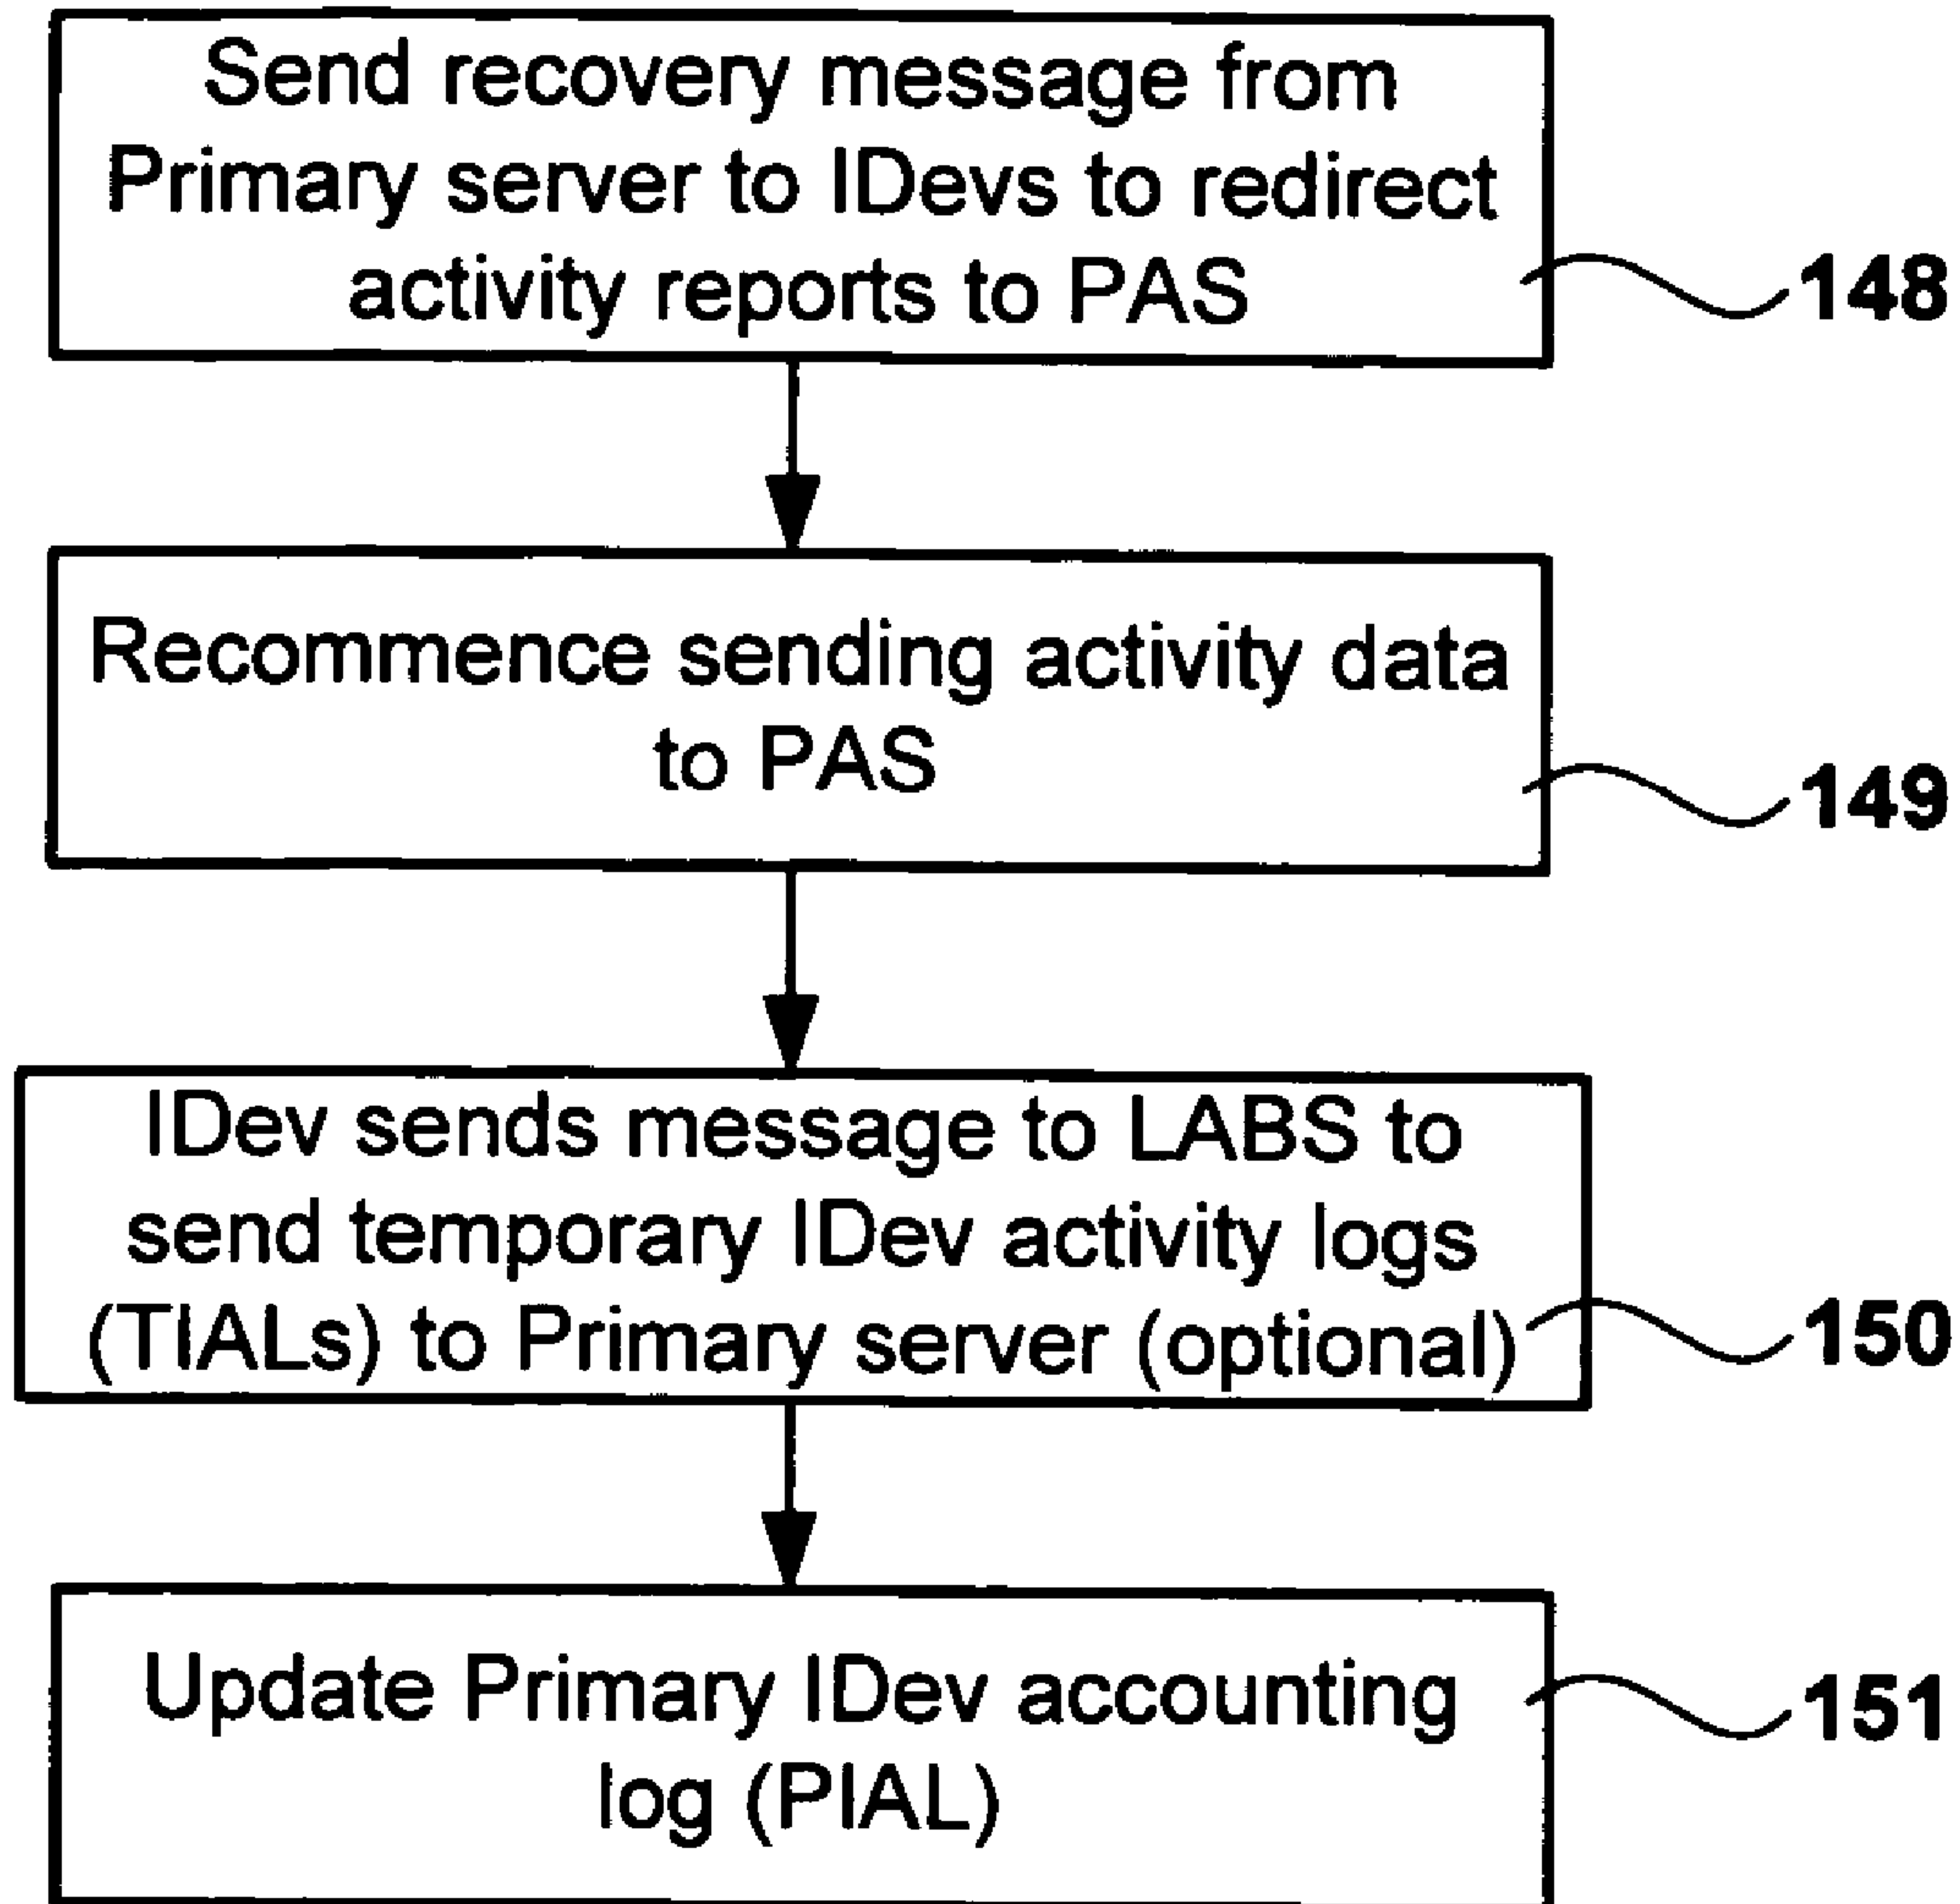 Send recovery message from
Primary server to IDevs to redirect
activity reports to PAS
148
Recommence sending activity data
to PAS
149
IDev sends message to LABS to
send temporary IDev activity logs
(TIALs) to Primary server (optional)
150
Update Primary IDev accounting
log (PIAL)
151